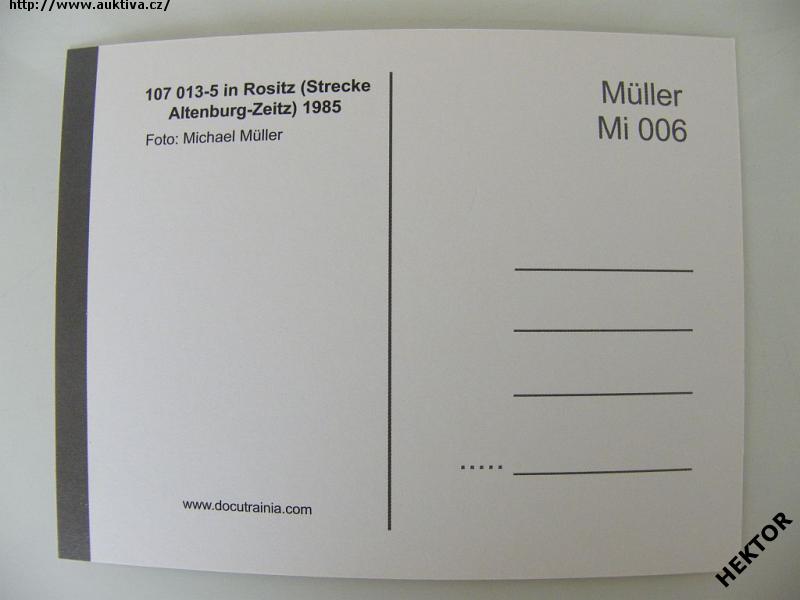 http://www.auktiva.cz/
107 013-5 in Rositz (Strecke
Altenburg-Zeitz) 1985
Foto: Michael Müller
www.docutrainia.com
Müller
Mi 006
.....
HEKTOR